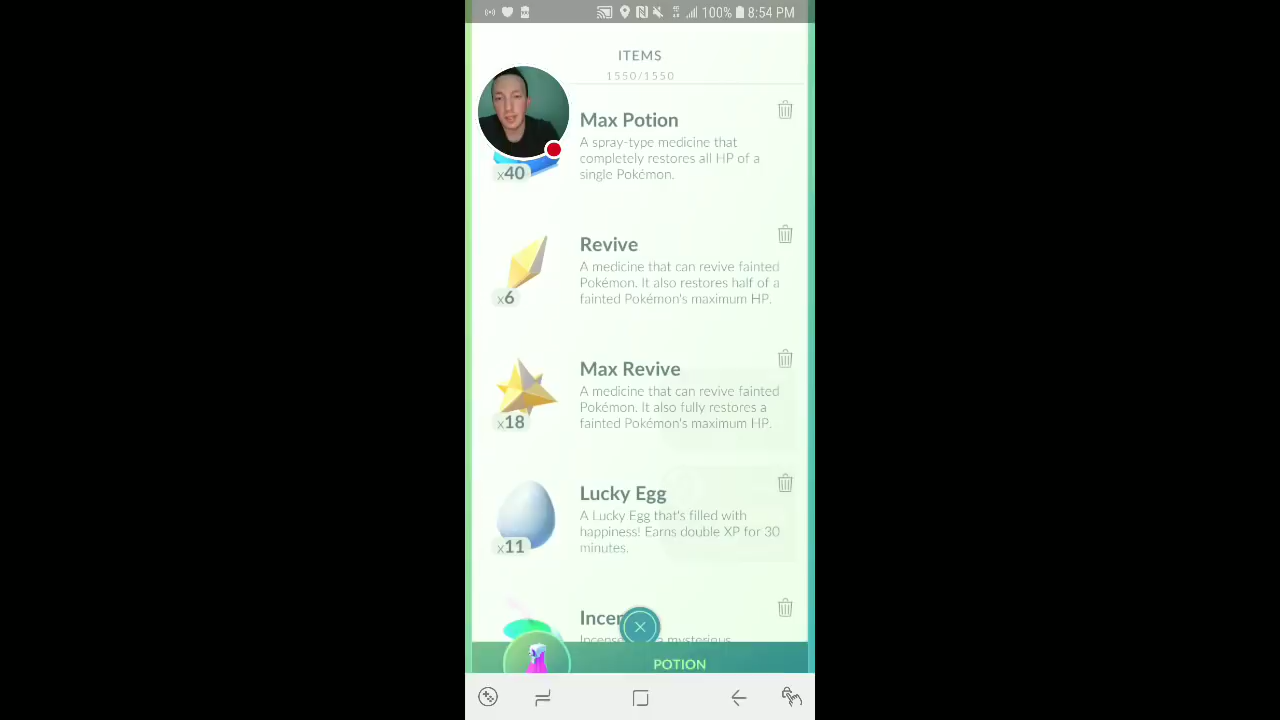 100% 8:54 PM
ITEMS
1550/1550
Max Potion
A spray-type medicine that
completely restores all HP of a
single Pokémon.
x40
Revive
A medicine that can revive fainted
Pokémon. It also restores half of a
fainted Pokémon's maximum HP.
x6
Max Revive
A medicine that can revive fainted
Pokémon. It also fully restores a
fainted Pokémon's maximum HP.
x18
Lucky Egg
A Lucky Egg that's filled with
happiness! Earns double XP for 30
minutes.
x11
Incen
Incense mysterious
POTION